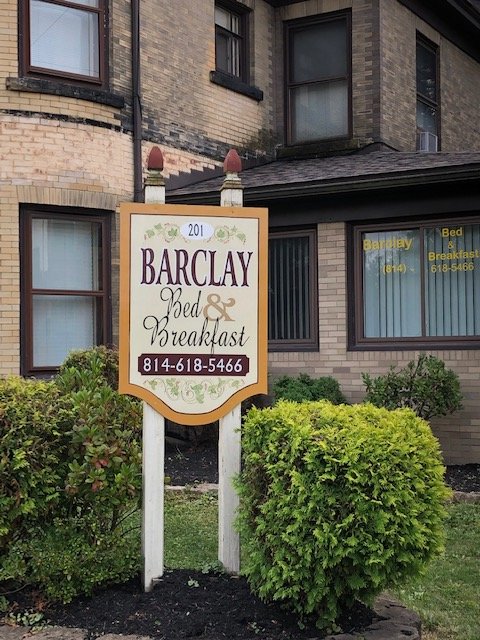 201
BARCLAY
Bed &
Breakfast
814-618-5466
Barclay Bed
&
Breakfast
(814) 618-5466